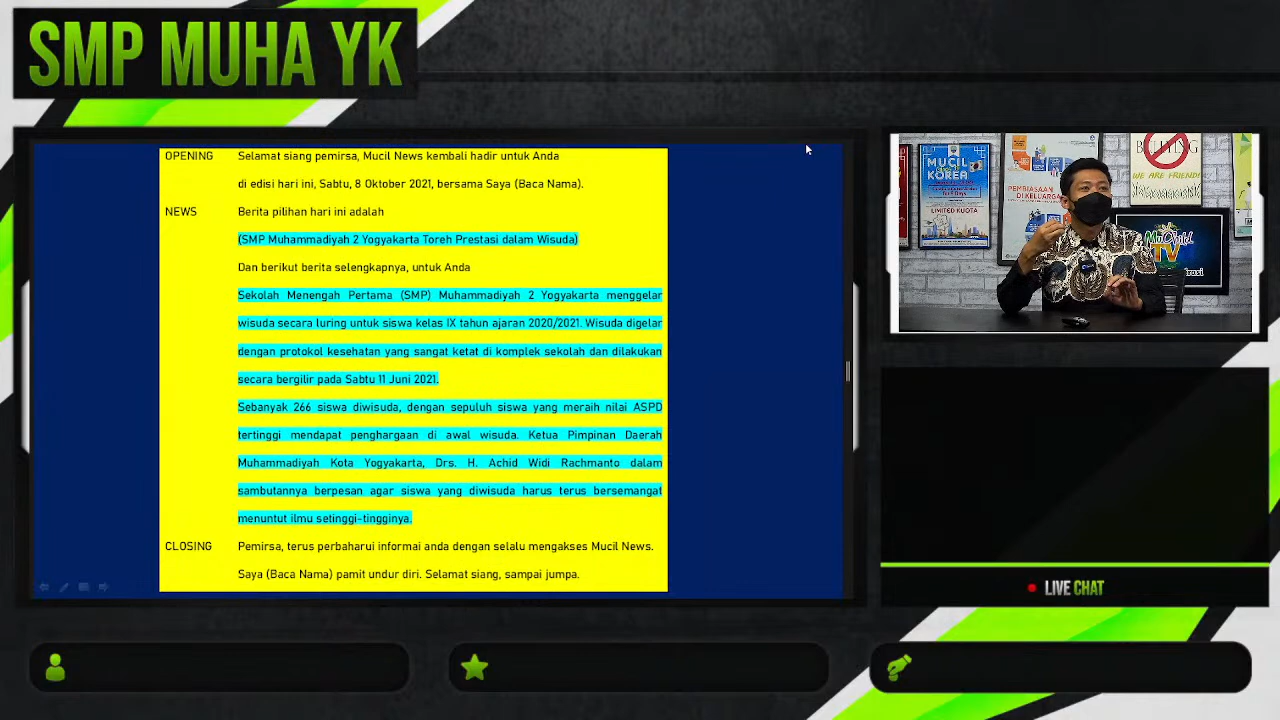 SMP MUHA YK
OPENING Selamat siang pemirsa, Mucil News kembali hadir untuk Anda
di edisi hari ini, Sabtu, 8 Oktober 2021, bersama Saya (Baca Nama).
NEWS Berita pilihan hari ini adalah
(SMP Muhammadiyah 2 Yogyakarta Toreh Prestasi dalam Wisuda)
Dan berikut berita selengkapnya, untuk Anda
Sekolah Menengah Pertama (SMP) Muhammadiyah 2 Yogyakarta menggelar
wisuda secara luring untuk siswa kelas IX tahun ajaran 2020/2021. Wisuda digelar
dengan protokol kesehatan yang sangat ketat di komplek sekolah dan dilakukan
secara bergilir pada Sabtu 11 Juni 2021.
Sebanyak 266 siswa diwisuda, dengan sepuluh siswa yang meraih nilai ASPD
tertinggi mendapat penghargaan di awal wisuda. Ketua Pimpinan Daerah
Muhammadiyah Kota Yogyakarta, Drs. H. Achid Widi Rachmanto dalam
sambutannya berpesan agar siswa yang diwisuda harus terus bersemangat
menuntut ilmu setinggi-tingginya.
CLOSING Pemirsa, terus perbaharui informai anda dengan selalu mengakses Mucil News.
Saya (Baca Nama) pamit undur diri. Selamat siang, sampai jumpa.
MUCIL
KOREA
LIMITED KUOTA
PEMBIASAAN
WE ARE FRIEND!
TV
LIVE CHAT